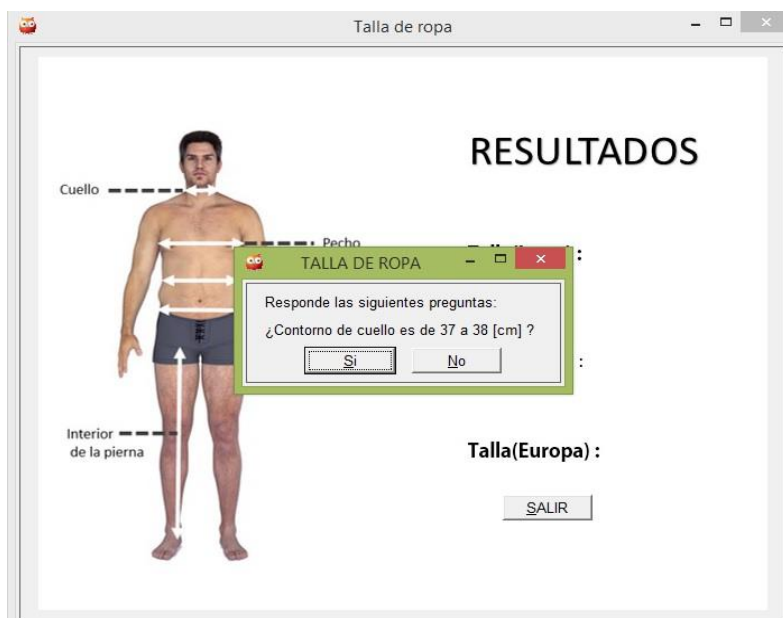 Talla de ropa
RESULTADOS
Cuello
Pecho
TALLA DE ROPA
Responde las siguientes preguntas:
¿Contorno de cuello es de 37 a 38 [cm] ?
Si
No
:
:
Interior
de la pierna
Talla(Europa) :
SALIR